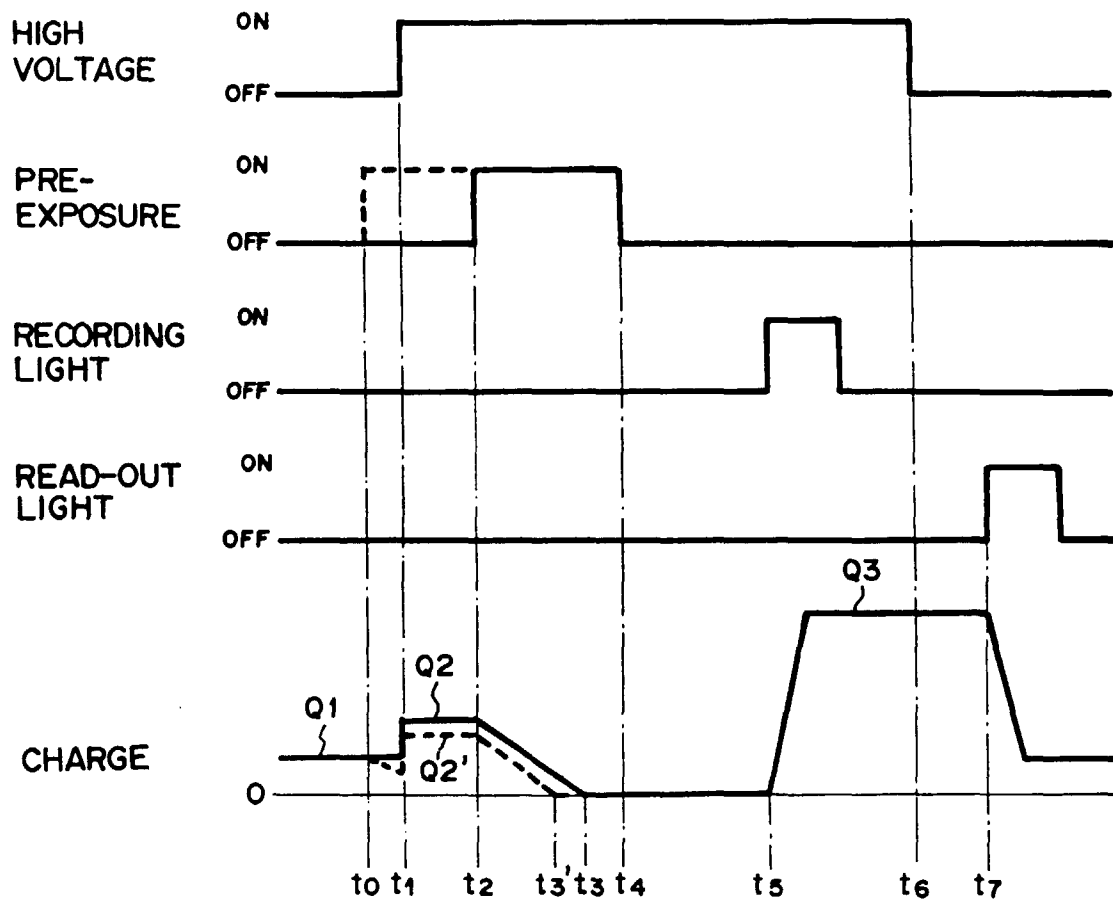 HIGH
VOLTAGE
ON
OFF
PRE-
EXPOSURE
ON
OFF
RECORDING
LIGHT
ON
OFF
READ-OUT
LIGHT
ON
OFF
CHARGE
Q1
Q2
Q2'
Q3
0
t0 t1 t2 t3' t3 t4 t5 t6 t7